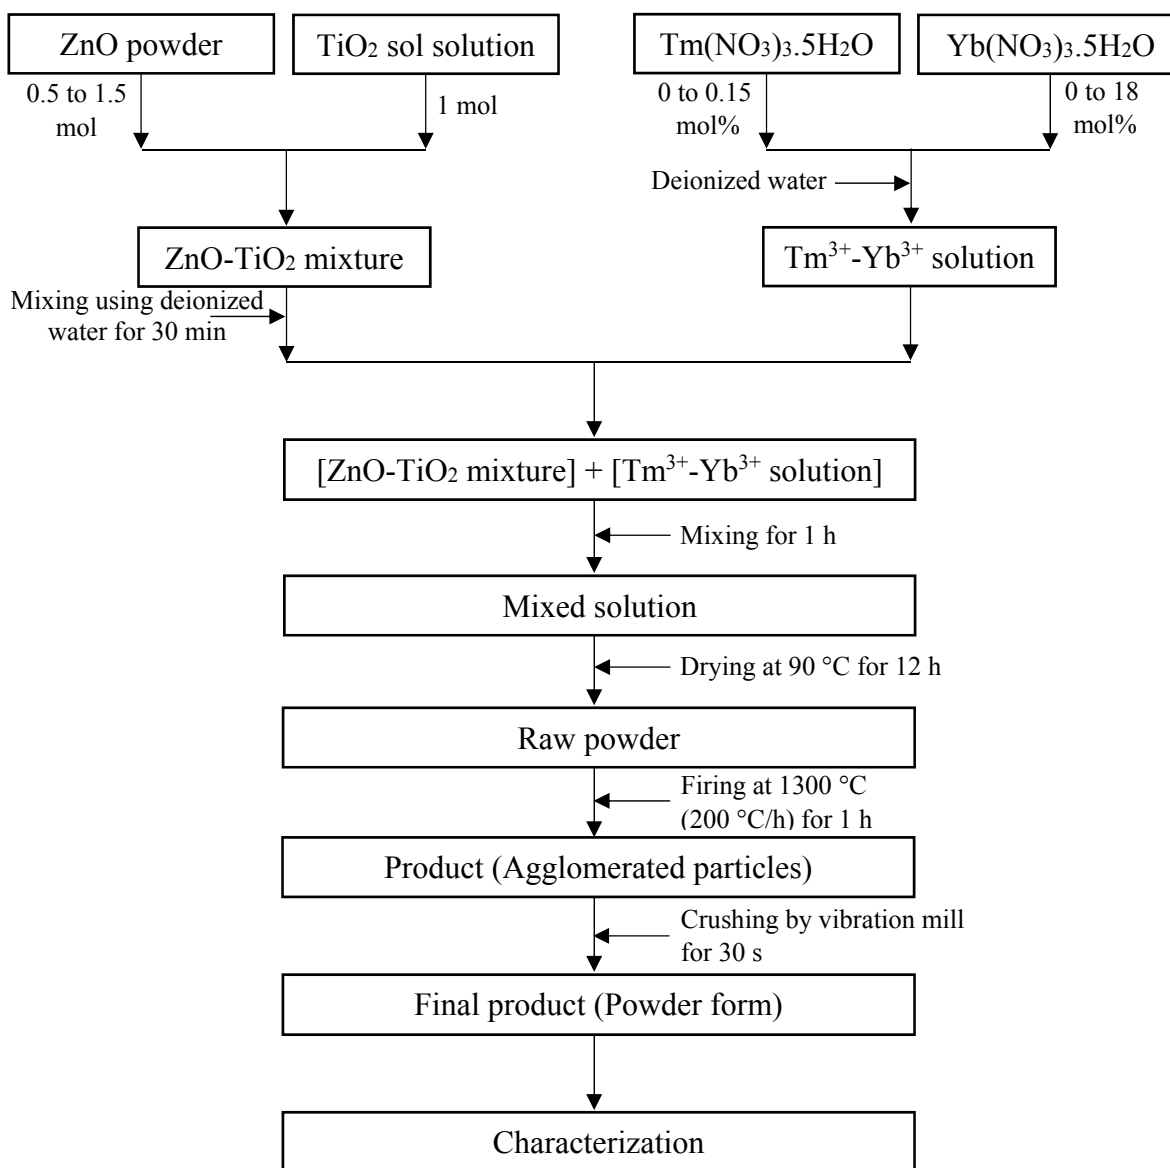 ZnO powder
TiO₂ sol solution
Tm(NO₃)₃.5H₂O
Yb(NO₃)₃.5H₂O
0.5 to 1.5
mol
1 mol
0 to 0.15
mol%
0 to 18
mol%
Deionized water
ZnO-TiO₂ mixture
Tm³⁺-Yb³⁺ solution
Mixing using deionized
water for 30 min
[ZnO-TiO₂ mixture] + [Tm³⁺-Yb³⁺ solution]
Mixing for 1 h
Mixed solution
Drying at 90 °C for 12 h
Raw powder
Firing at 1300 °C
(200 °C/h) for 1 h
Product (Agglomerated particles)
Crushing by vibration mill
for 30 s
Final product (Powder form)
Characterization